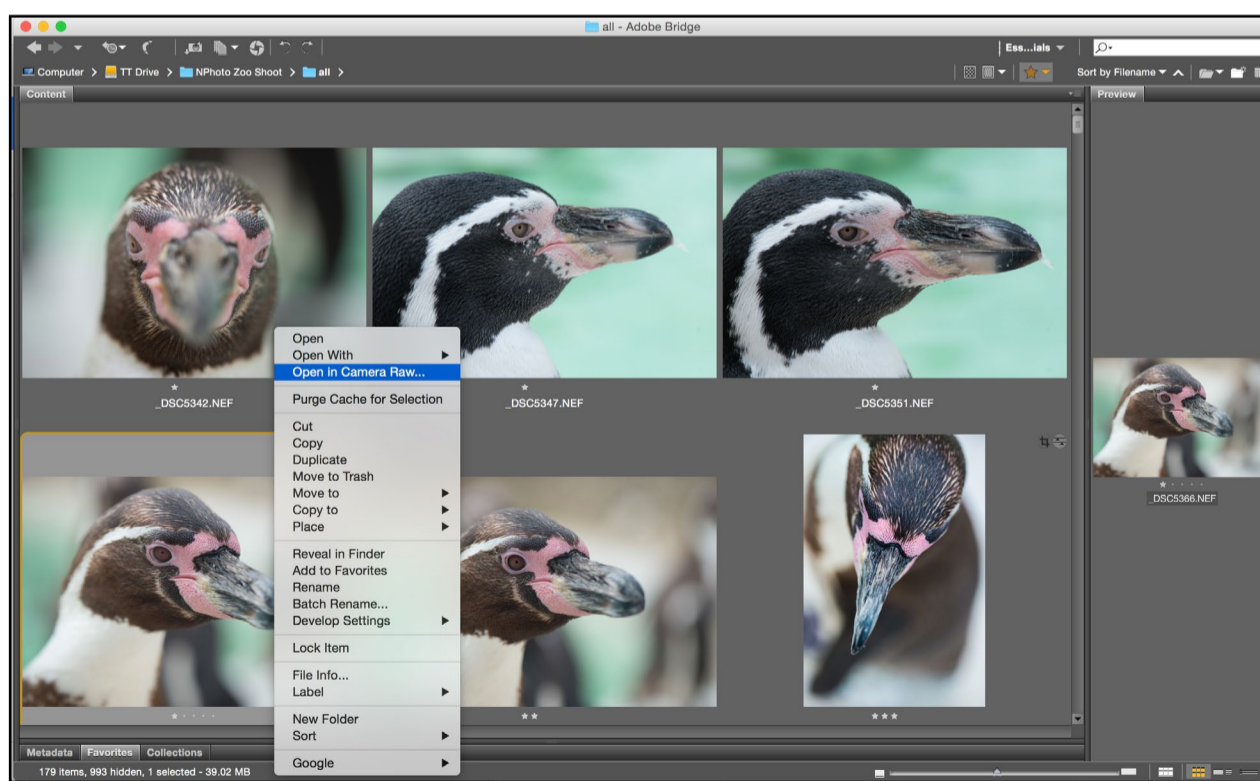 all - Adobe Bridge
Ess...ials
Computer > TT Drive > NPhoto Zoo Shoot > all >
Sort by Filename
Content
Preview
_DSC5342.NEF
_DSC5347.NEF
_DSC5351.NEF
Open
Open With
Open in Camera Raw...
Purge Cache for Selection
Cut
Copy
Duplicate
Move to Trash
Move to
Copy to
Place
Reveal in Finder
Add to Favorites
Rename
Batch Rename...
Develop Settings
Lock Item
File Info...
Label
New Folder
Sort
Google
_DSC5366.NEF
Metadata Favorites Collections
179 items, 993 hidden, 1 selected - 39.02 MB